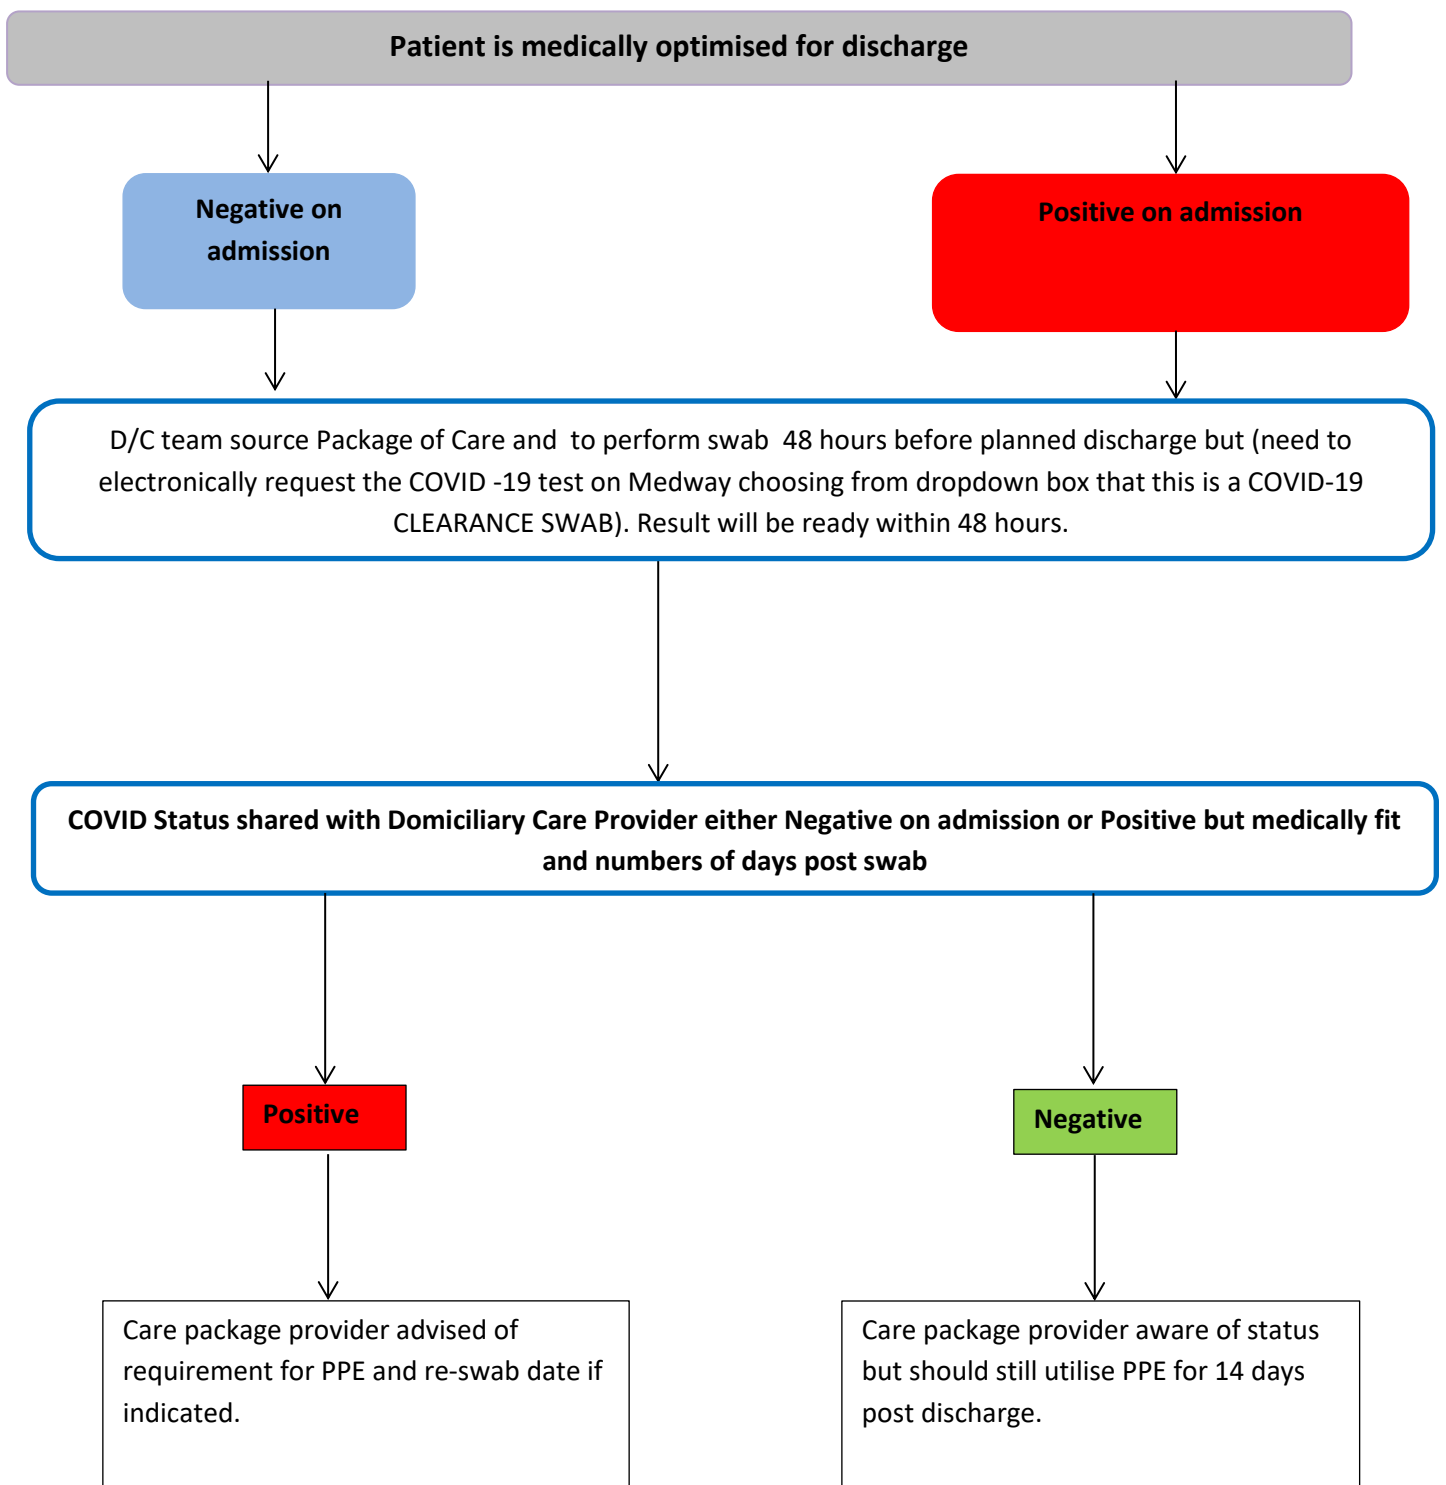 Patient is medically optimised for discharge
Negative on
admission
Positive on admission
D/C team source Package of Care and  to perform swab  48 hours before planned discharge but (need to
electronically request the COVID -19 test on Medway choosing from dropdown box that this is a COVID-19
CLEARANCE SWAB). Result will be ready within 48 hours.
COVID Status shared with Domiciliary Care Provider either Negative on admission or Positive but medically fit
and numbers of days post swab
Positive
Negative
Care package provider advised of
requirement for PPE and re-swab date if
indicated.
Care package provider aware of status
but should still utilise PPE for 14 days
post discharge.